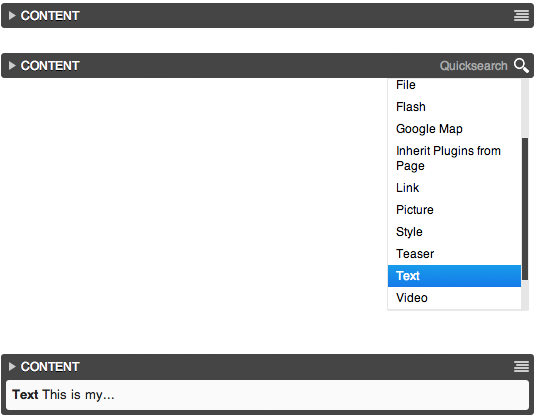 CONTENT
CONTENT Quicksearch
File
Flash
Google Map
Inherit Plugins from
Page
Link
Picture
Style
Teaser
Text
Video
CONTENT
Text This is my...